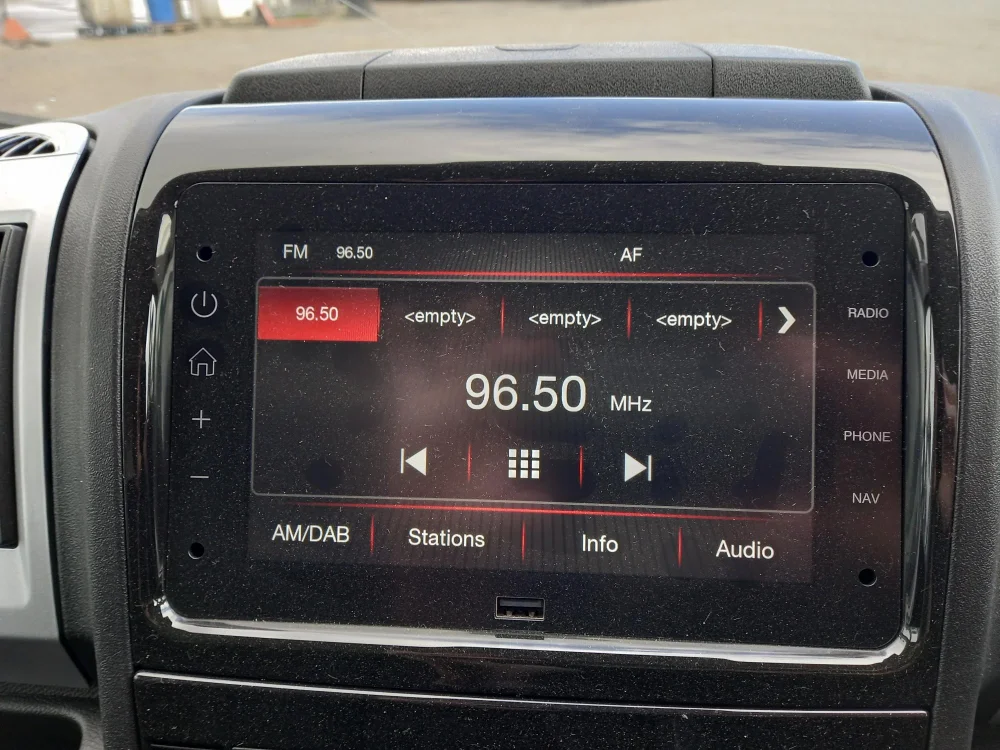 FM 96.50 AF
96.50 <empty> <empty> <empty>
RADIO
MEDIA
96.50 MHz
PHONE
NAV
AM/DAB Stations Info Audio